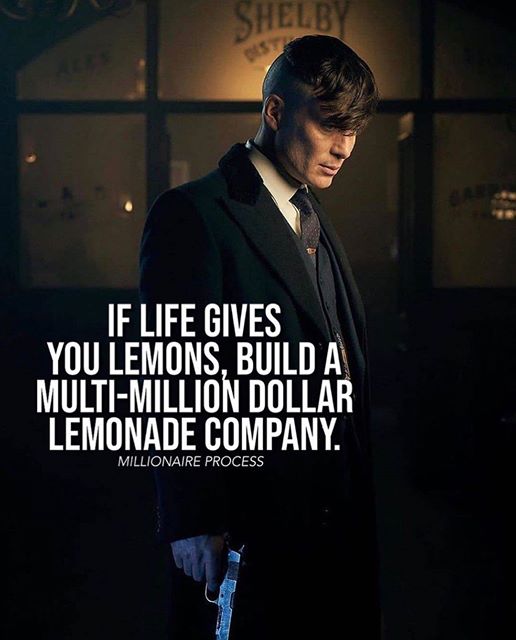 SHELBY
IF LIFE GIVES
YOU LEMONS, BUILD A
MULTI-MILLION DOLLAR
LEMONADE COMPANY.
MILLIONAIRE PROCESS